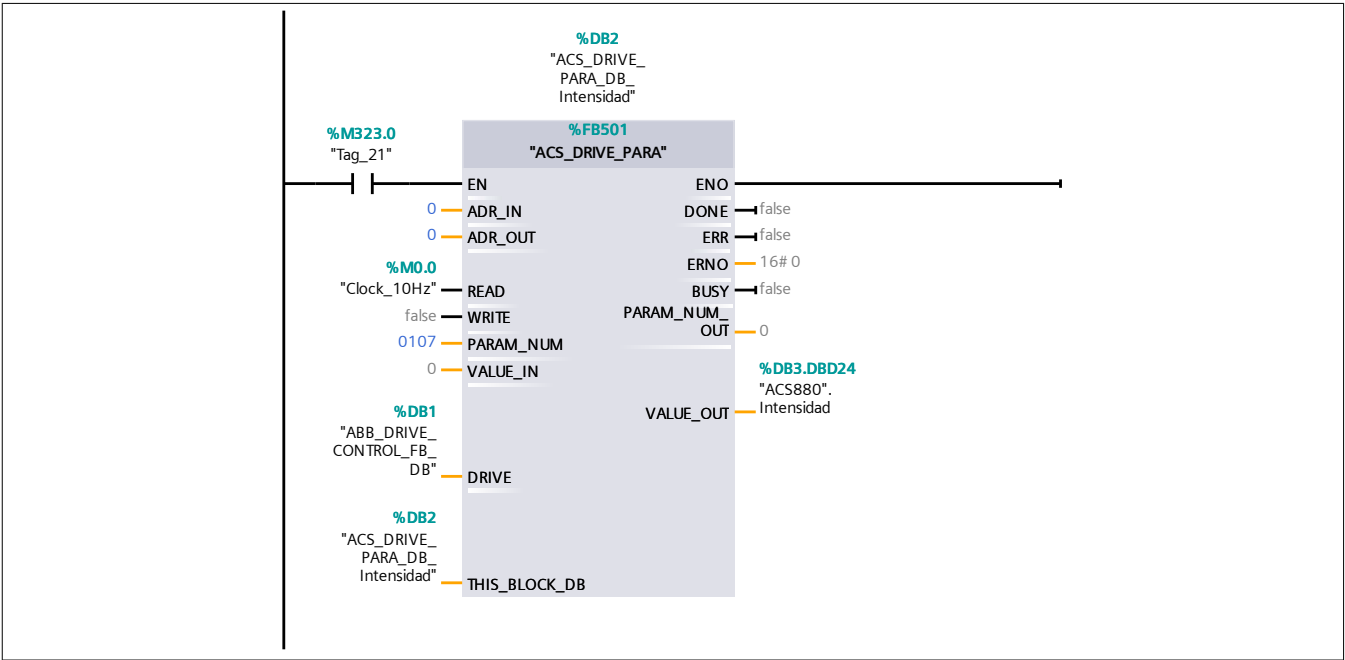 %DB2
"ACS_DRIVE_
PARA_DB_
Intensidad"
%M323.0
"Tag_21"
%FB501
"ACS_DRIVE_PARA"
EN
ENO
0
ADR_IN
DONE
false
0
ADR_OUT
ERR
false
ERNO
16# 0
%M0.0
"Clock_10Hz"
READ
BUSY
false
false
WRITE
PARAM_NUM_
OUT
0
0107
PARAM_NUM
0
VALUE_IN
%DB3.DBD24
"ACS880".
Intensidad
VALUE_OUT
%DB1
"ABB_DRIVE_
CONTROL_FB_
DB"
DRIVE
%DB2
"ACS_DRIVE_
PARA_DB_
Intensidad"
THIS_BLOCK_DB